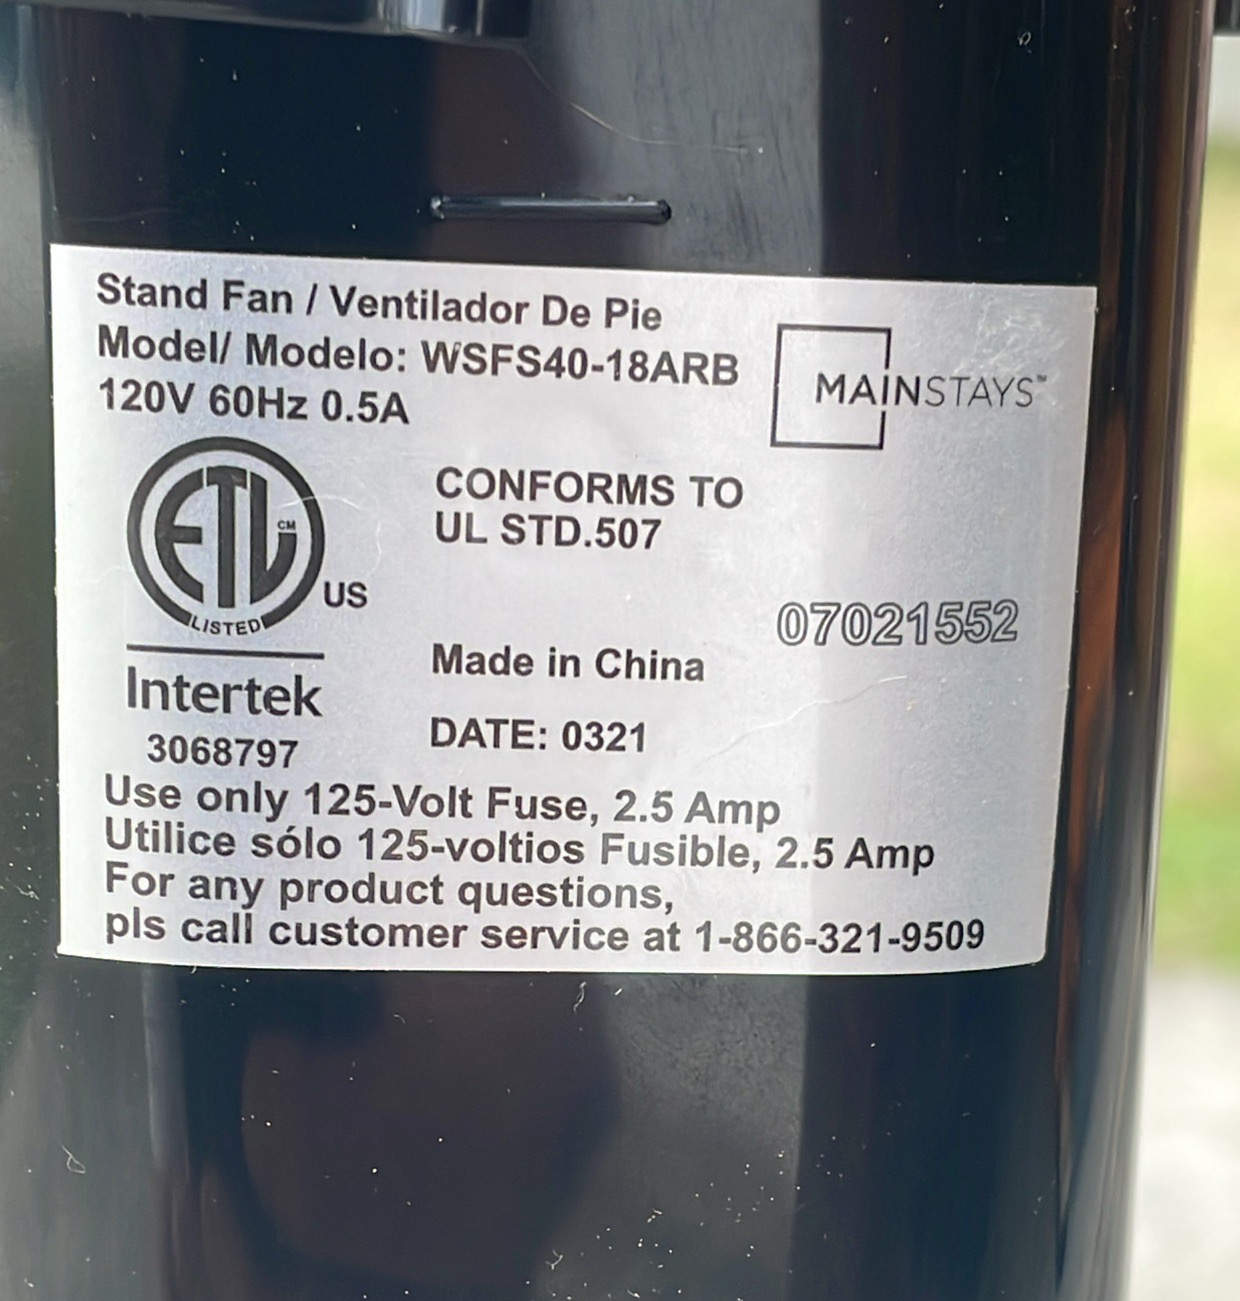 Stand Fan / Ventilador De Pie
Model/ Modelo: WSFS40-18ARB
120V 60Hz 0.5A
MAINSTAYS™
ETL CM
LISTED
US
CONFORMS TO
UL STD.507
07021552
Intertek
3068797
Made in China
DATE: 0321
Use only 125-Volt Fuse, 2.5 Amp
Utilice sólo 125-voltios Fusible, 2.5 Amp
For any product questions,
pls call customer service at 1-866-321-9509